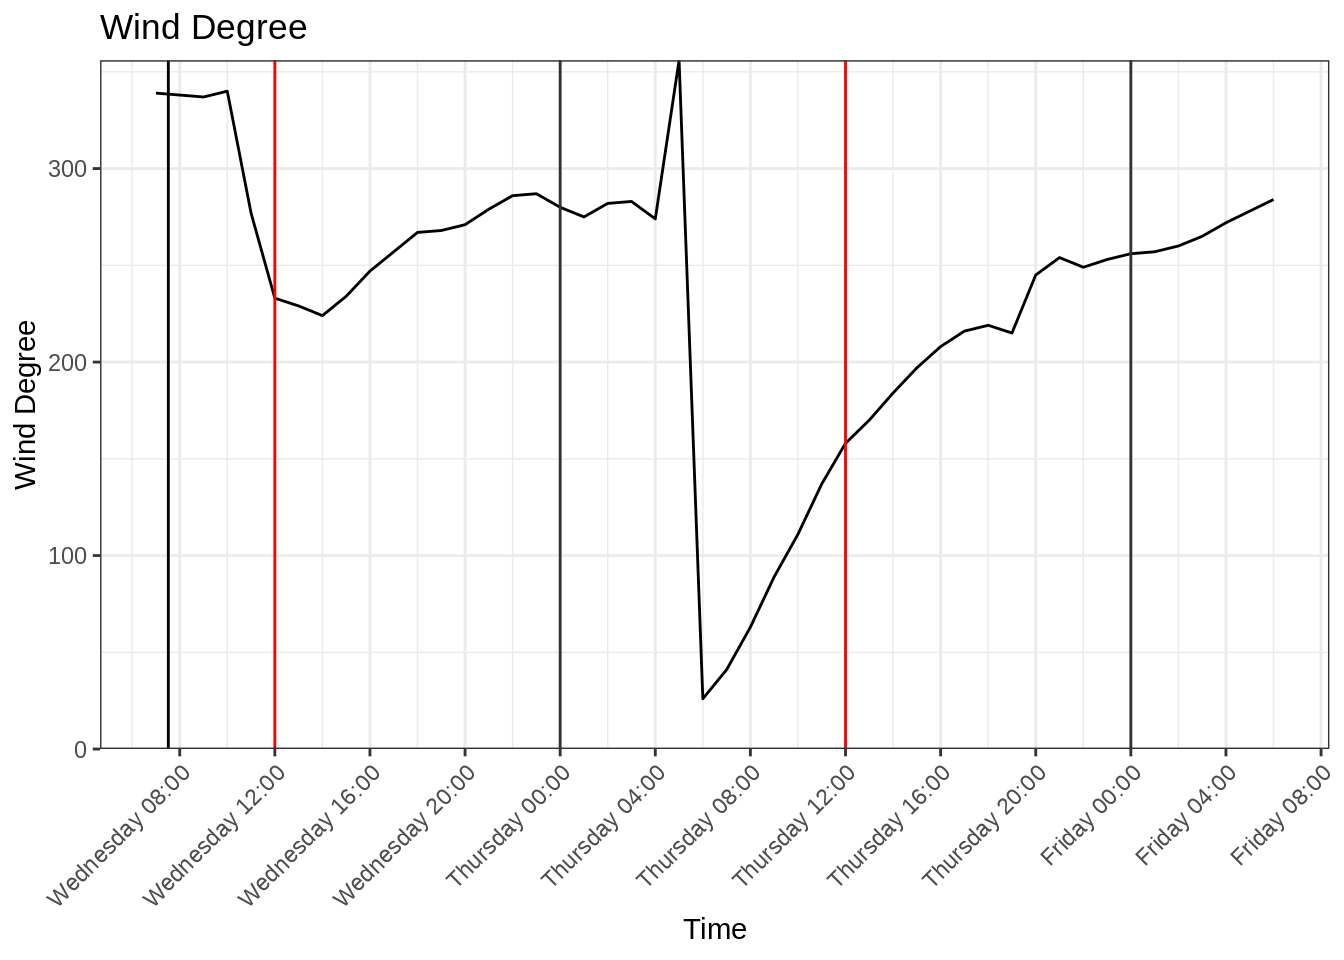 Wind Degree
Wind Degree
300
200
100
0
Wednesday 08:00
Wednesday 12:00
Wednesday 16:00
Wednesday 20:00
Thursday 00:00
Thursday 04:00
Thursday 08:00
Thursday 12:00
Thursday 16:00
Thursday 20:00
Friday 00:00
Friday 04:00
Friday 08:00
Time